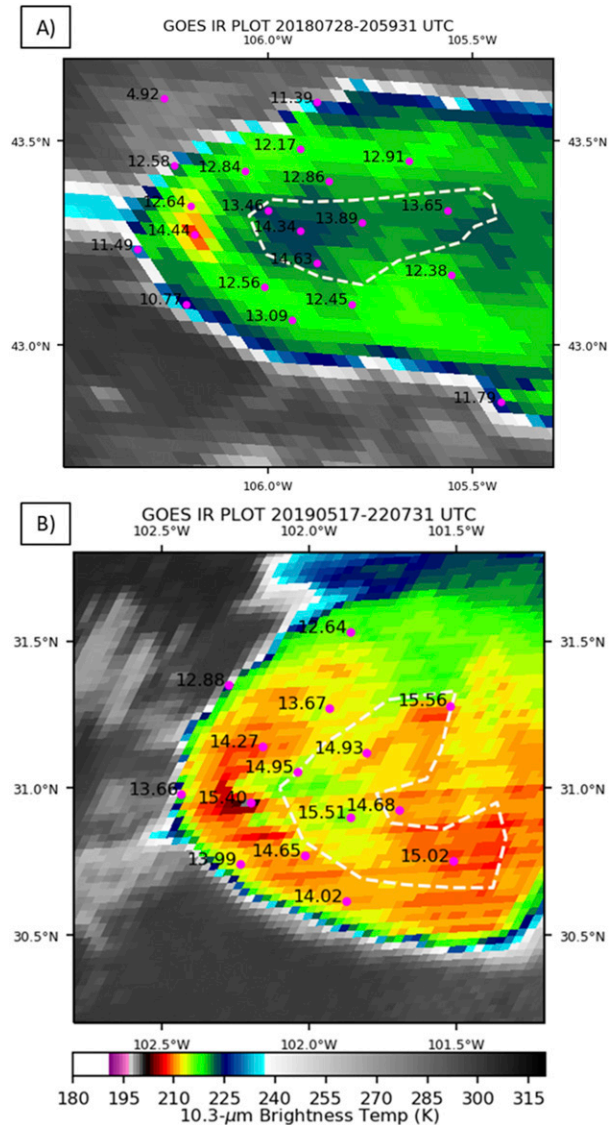 A)
GOES IR PLOT 20180728-205931 UTC
106.0°W 105.5°W
4.92
11.39
43.5°N 43.5°N
12.17
12.58
12.84
12.91
12.86
12.64
13.46
13.65
13.89
14.44
14.34
11.49
14.63
12.56
12.38
10.77
12.45
13.09
43.0°N 43.0°N
11.79
106.0°W 105.5°W
B)
GOES IR PLOT 20190517-220731 UTC
102.5°W 102.0°W 101.5°W
12.64
31.5°N 31.5°N
12.88
13.67
15.56
14.27
14.93
14.95
31.0°N 31.0°N
13.66
15.40
14.68
15.51
14.65
13.99
15.02
14.02
30.5°N 30.5°N
102.5°W 102.0°W 101.5°W
180 195 210 225 240 255 270 285 300 315
10.3-μm Brightness Temp (K)